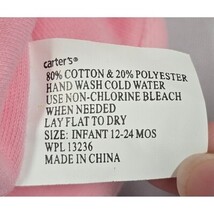 carter's®
80% COTTON & 20% POLYESTER
HAND WASH COLD WATER
USE NON-CHLORINE BLEACH
WHEN NEEDED
LAY FLAT TO DRY
SIZE: INFANT 12-24 MOS
WPL 13236
MADE IN CHINA